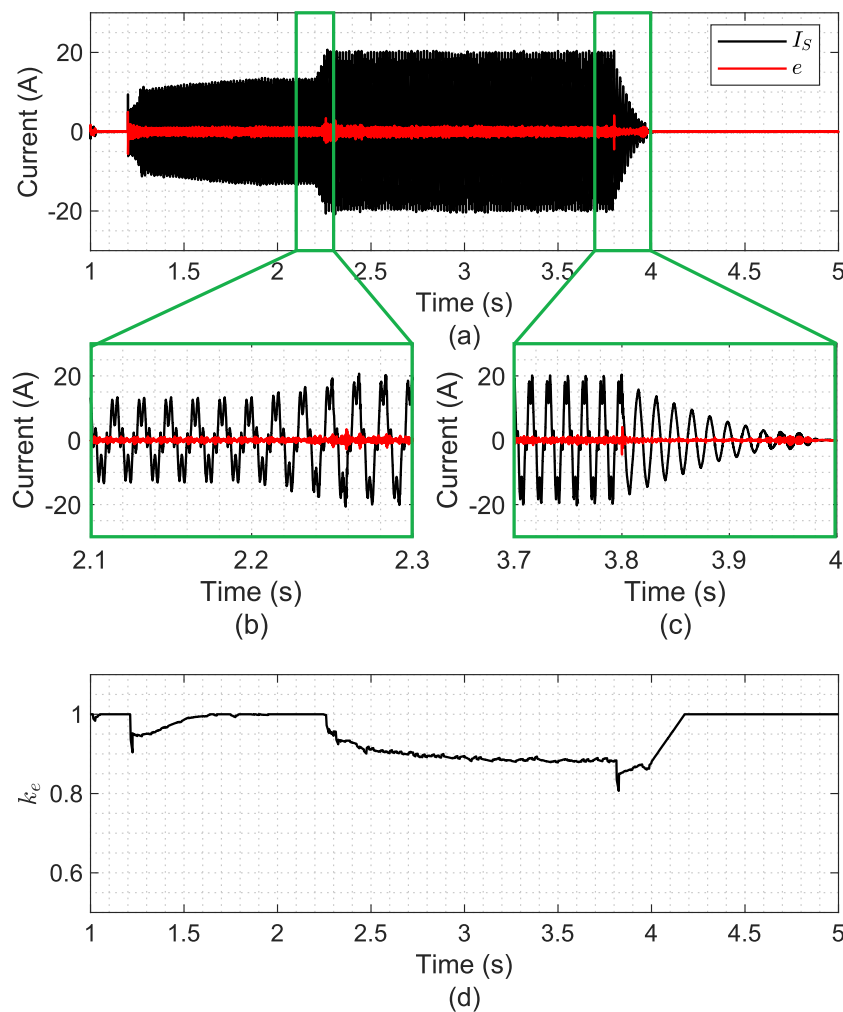 20
0
-20
Current (A)
I_S
e
1 1.5 2 2.5 3 3.5 4 4.5 5
Time (s)
(a)
20
0
-20
Current (A)
2.1 2.2 2.3
Time (s)
(b)
20
0
-20
Current (A)
3.7 3.8 3.9 4
Time (s)
(c)
1
0.8
0.6
k_e
1 1.5 2 2.5 3 3.5 4 4.5 5
Time (s)
(d)